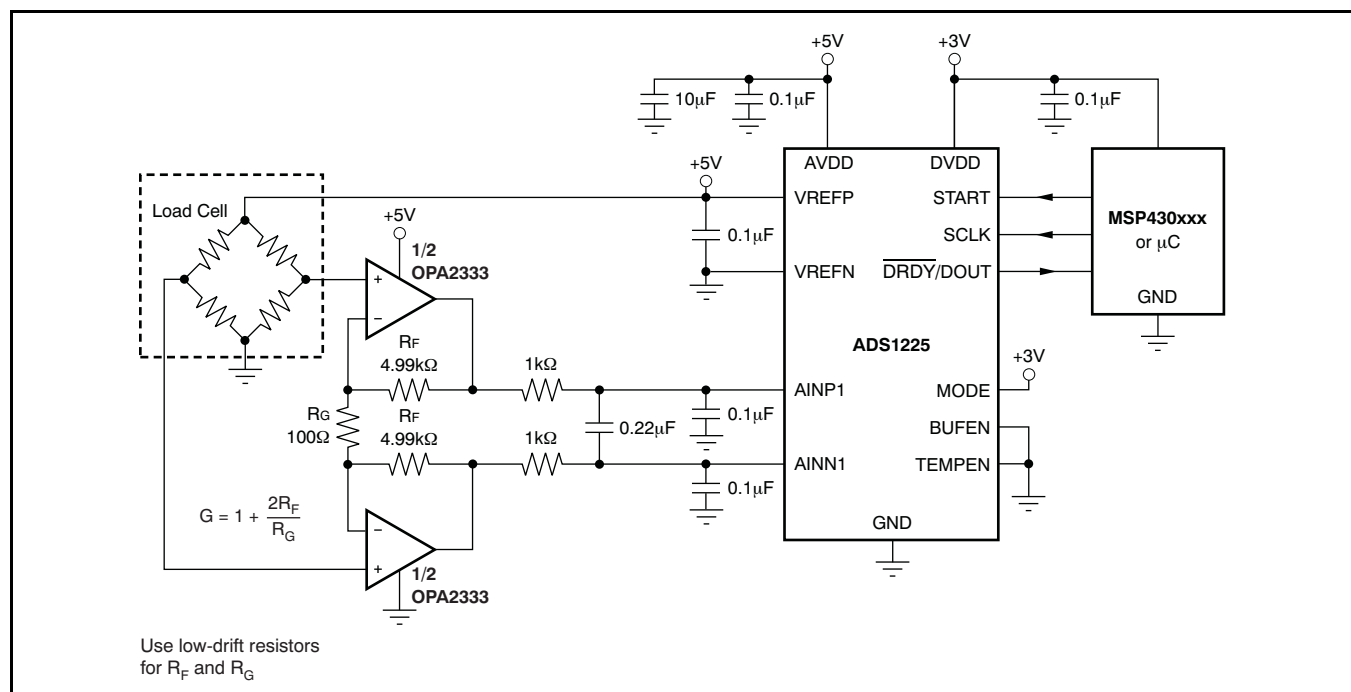 +5V
+3V
10μF
0.1μF
0.1μF
AVDD
DVDD
+5V
VREFP
START
Load Cell
+5V
MSP430xxx
or μC
0.1μF
SCLK
1/2
OPA2333
VREFN
DRDY/DOUT
GND
ADS1225
RF
4.99kΩ
1kΩ
+3V
AINP1
MODE
RG
100Ω
RF
4.99kΩ
0.22μF
0.1μF
1kΩ
BUFEN
AINN1
TEMPEN
0.1μF
G = 1 + 2RF
RG
GND
1/2
OPA2333
Use low-drift resistors
for RF and RG